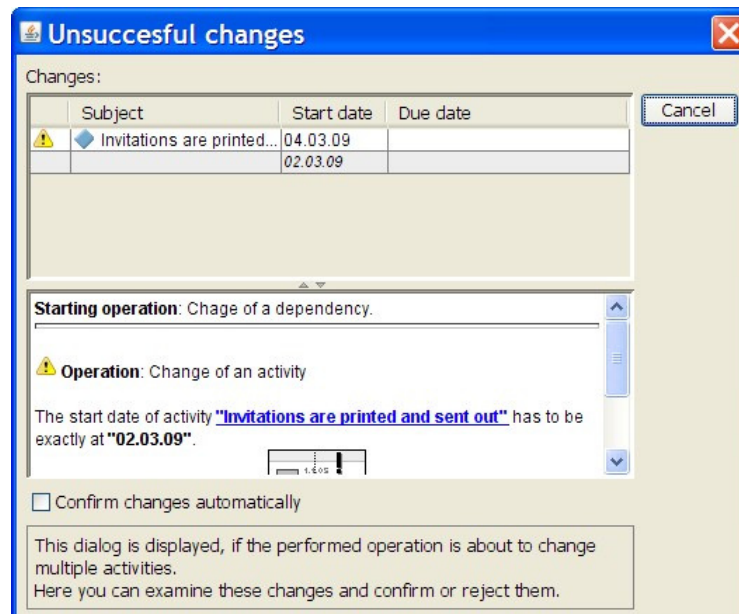 Unsuccesful changes
Changes:
Subject Start date Due date
Invitations are printed... 04.03.09
02.03.09
Cancel
Starting operation: Chage of a dependency.
Operation: Change of an activity
The start date of activity "Invitations are printed and sent out" has to be
exactly at "02.03.09".
Confirm changes automatically
This dialog is displayed, if the performed operation is about to change
multiple activities.
Here you can examine these changes and confirm or reject them.